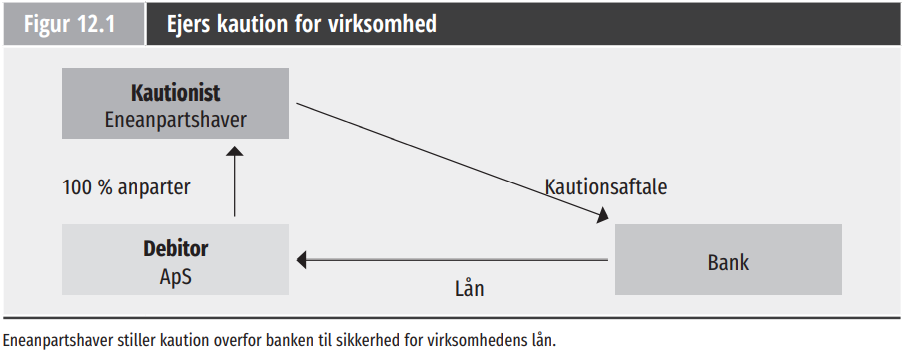 Figur 12.1
Ejers kaution for virksomhed
Kautionist
Eneanpartshaver
100 % anparter
Kautionsaftale
Debitor
ApS
Bank
Lån
Eneanpartshaver stiller kaution overfor banken til sikkerhed for virksomhedens lån.